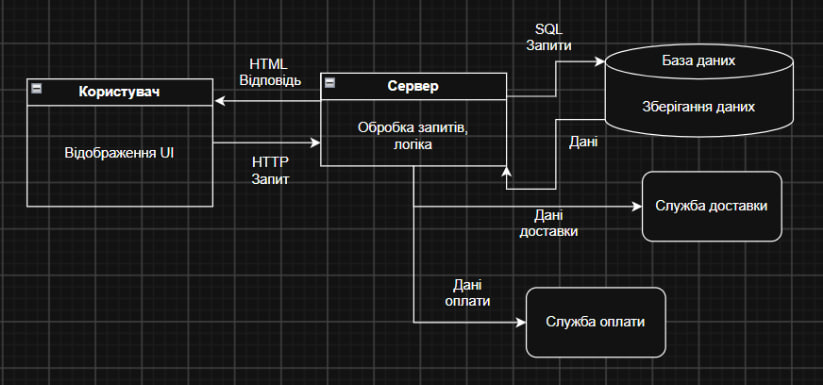 SQL
Запити
База даних
Зберігання даних
HTML
Відповідь
Користувач
Сервер
Відображення UI
Обробка запитів,
логіка
Дані
HTTP
Запит
Служба доставки
Дані
доставки
Дані
оплати
Служба оплати